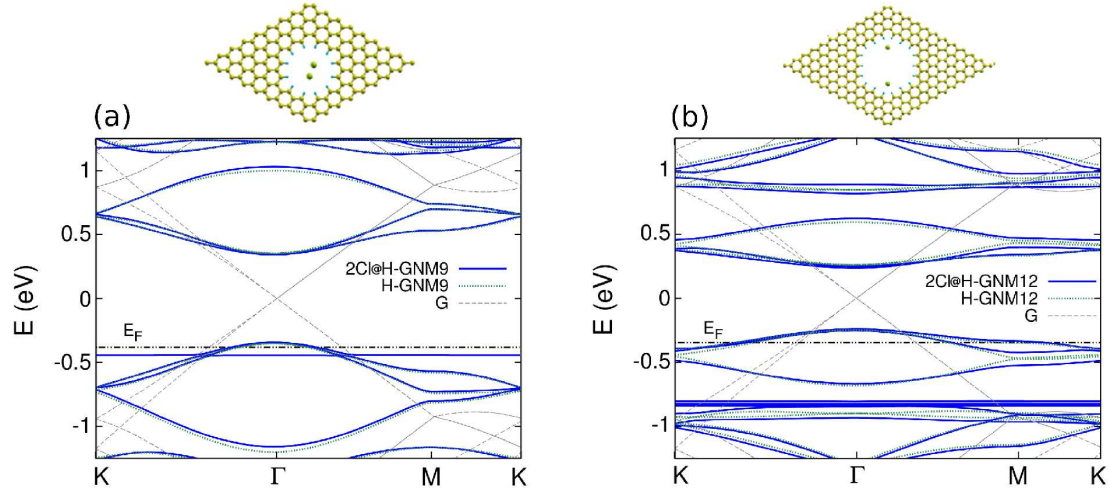 (a)
E (eV)
1
0.5
0
-0.5
-1
2Cl@H-GNM9
H-GNM9
G
E_F
K Γ M K
(b)
E (eV)
1
0.5
0
-0.5
-1
2Cl@H-GNM12
H-GNM12
G
E_F
K Γ M K